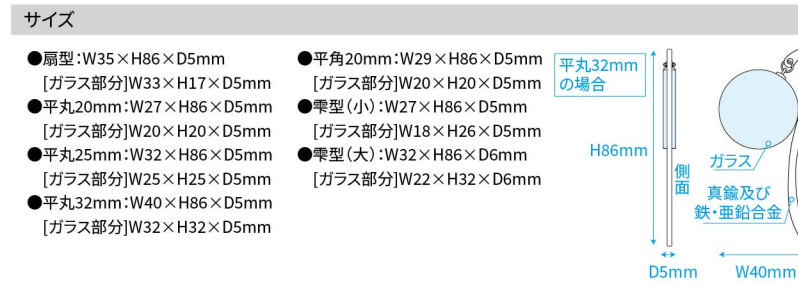 サイズ
●扇型：W35×H86×D5mm
[ガラス部分]W33×H17×D5mm
●平丸20mm：W27×H86×D5mm
[ガラス部分]W20×H20×D5mm
●平丸25mm：W32×H86×D5mm
[ガラス部分]W25×H25×D5mm
●平丸32mm：W40×H86×D5mm
[ガラス部分]W32×H32×D5mm
●平角20mm：W29×H86×D5mm
[ガラス部分]W20×H20×D5mm
●雫型（小）：W27×H86×D5mm
[ガラス部分]W18×H26×D5mm
●雫型（大）：W32×H86×D6mm
[ガラス部分]W22×H32×D6mm
平丸32mm
の場合
H86mm
側面
D5mm
ガラス
真鍮及び
鉄・亜鉛合金
W40mm